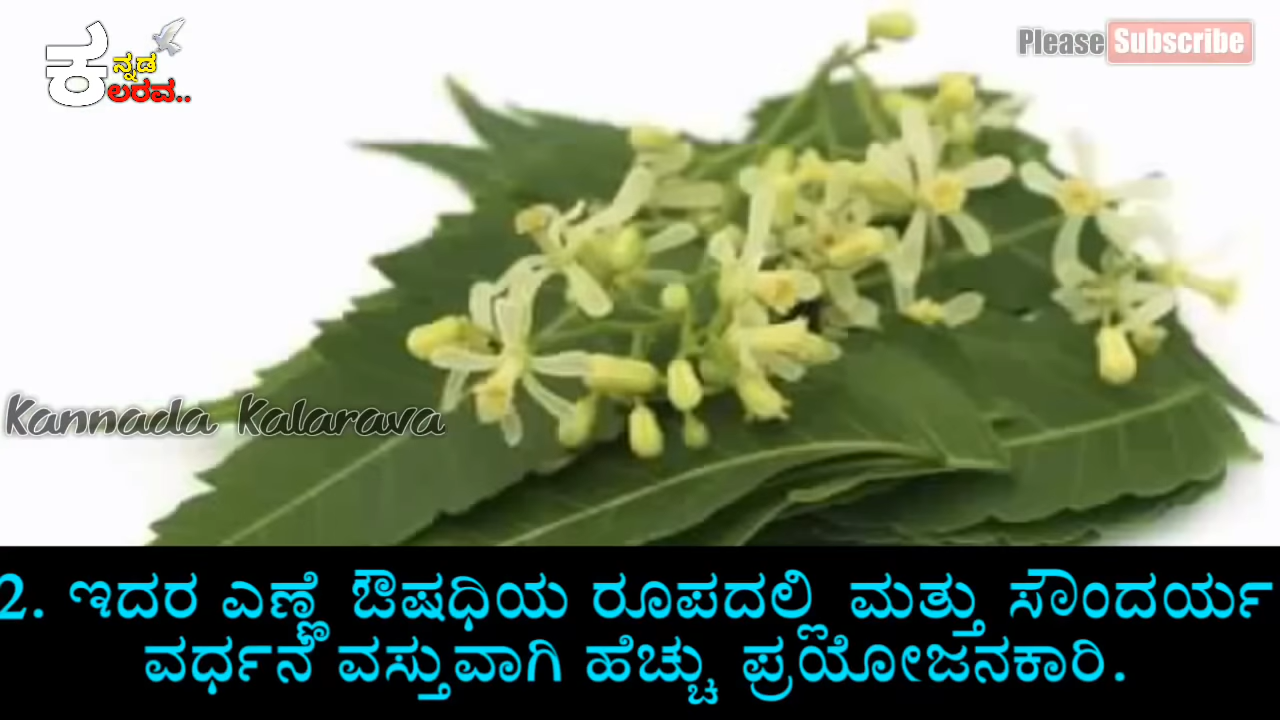 ಕನ್ನಡ
ಕಲರವ..
Please Subscribe
Kannada Kalarava
2. ಇದರ ಎಣ್ಣೆ ಔಷಧಿಯ ರೂಪದಲ್ಲಿ ಮತ್ತು ಸೌಂದರ್ಯ
ವರ್ಧನೆ ವಸ್ತುವಾಗಿ ಹೆಚ್ಚು ಪ್ರಯೋಜನಕಾರಿ.